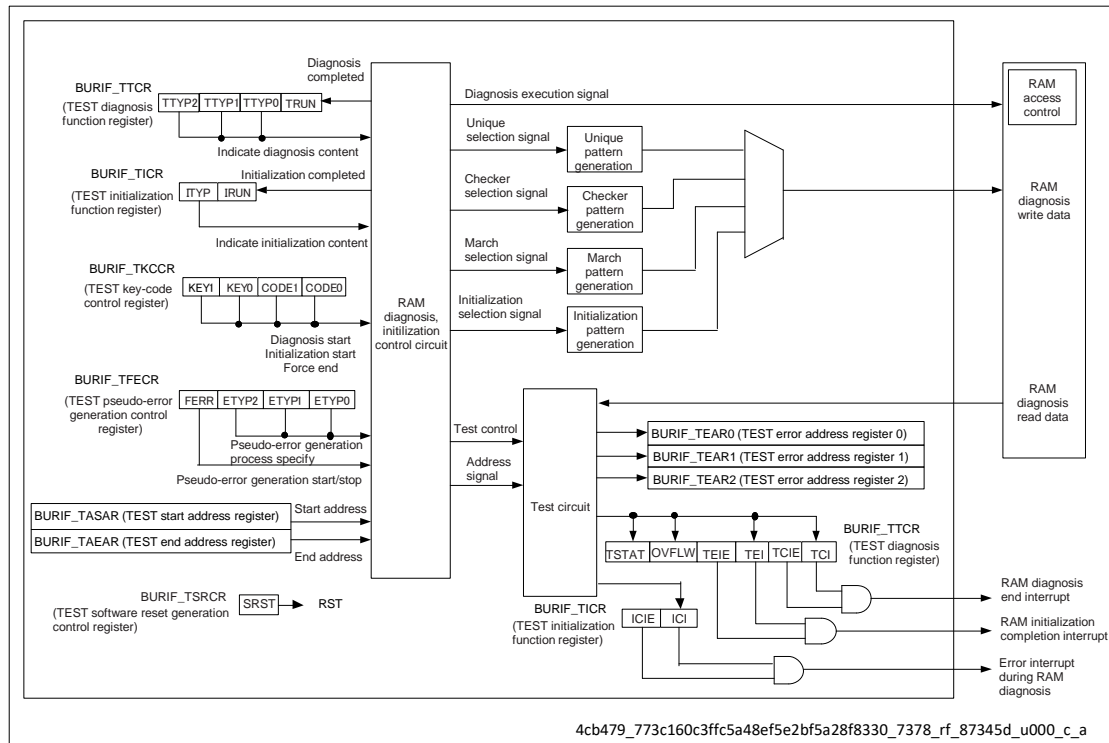 Diagnosis
completed
BURIF_TTCR
(TEST diagnosis
function register)
TTYP2 TTYP1 TTYP0 TRUN
Indicate diagnosis content
BURIF_TICR
(TEST initialization
function register)
Initialization completed
ITYP IRUN
Indicate initialization content
BURIF_TKCCR
(TEST key-code
control register)
KEY1 KEY0 CODE1 CODE0
Diagnosis start
Initialization start
Force end
BURIF_TFECR
(TEST pseudo-error
generation control
register)
FERR ETYP2 ETYP1 ETYP0
Pseudo-error generation
process specify
Pseudo-error generation start/stop
BURIF_TASAR (TEST start address register)
Start address
BURIF_TAEAR (TEST end address register)
End address
BURIF_TSRCR
(TEST software reset generation
control register)
SRST
RST
RAM
diagnosis,
initilization
control circuit
Diagnosis execution signal
Unique
selection signal
Unique
pattern
generation
Checker
selection signal
Checker
pattern
generation
March
selection signal
March
pattern
generation
Initialization
selection signal
Initialization
pattern
generation
Test control
Address
signal
Test circuit
BURIF_TEAR0 (TEST error address register 0)
BURIF_TEAR1 (TEST error address register 1)
BURIF_TEAR2 (TEST error address register 2)
BURIF_TTCR
(TEST diagnosis
function register)
TSTAT OVFLW TEIE TEI TCIE TCI
BURIF_TICR
(TEST initialization
function register)
ICIE ICI
RAM
access
control
RAM
diagnosis
write data
RAM
diagnosis
read data
RAM diagnosis
end interrupt
RAM initialization
completion interrupt
Error interrupt
during RAM
diagnosis
4cb479_773c160c3ffc5a48ef5e2bf5a28f8330_7378_rf_87345d_u000_c_a